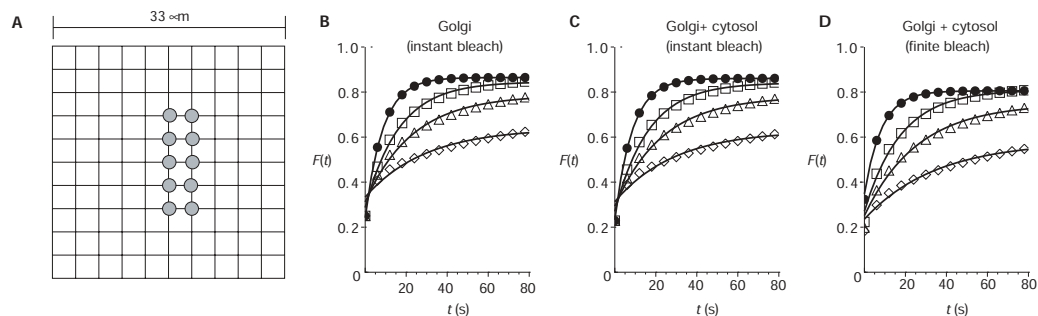 A
33 ∝m
B
Golgi
(instant bleach)
1.0
0.8
0.6
F(t)
0.4
0.2
0
20 40 60 80
t (s)
C
Golgi+ cytosol
(instant bleach)
1.0
0.8
0.6
F(t)
0.4
0.2
0
20 40 60 80
t (s)
D
Golgi + cytosol
(finite bleach)
1.0
0.8
0.6
F(t)
0.4
0.2
0
20 40 60 80
t (s)